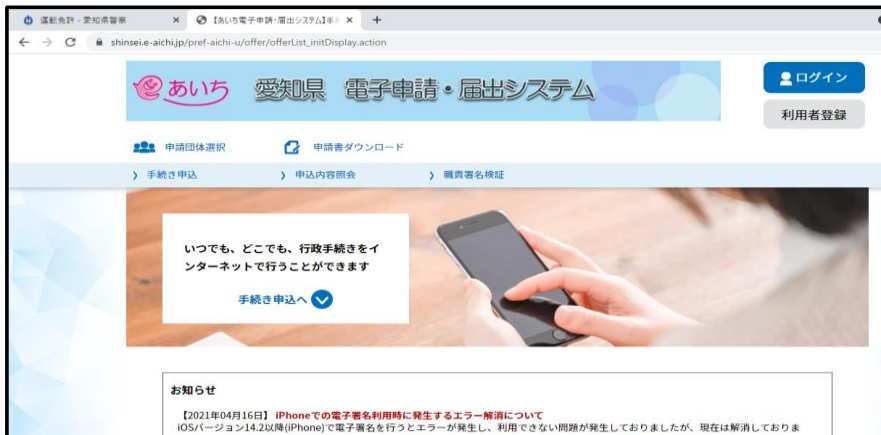 運転免許 - 愛知県警察
【あいち電子申請・届出システム】手
shinsei.e-aichi.jp/pref-aichi-u/offer/offerList_initDisplay.action
あいち 愛知県 電子申請・届出システム
ログイン
利用者登録
申請団体選択
申請書ダウンロード
手続き申込
申込内容照会
職責署名検証
いつでも、どこでも、行政手続きをイ
ンターネットで行うことができます
手続き申込へ
お知らせ
【2021年04月16日】 iPhoneでの電子署名利用時に発生するエラー解消について
iOSバージョン14.2以降(iPhone)で電子署名を行うとエラーが発生し、利用できない問題が発生しておりましたが、現在は解消しておりま